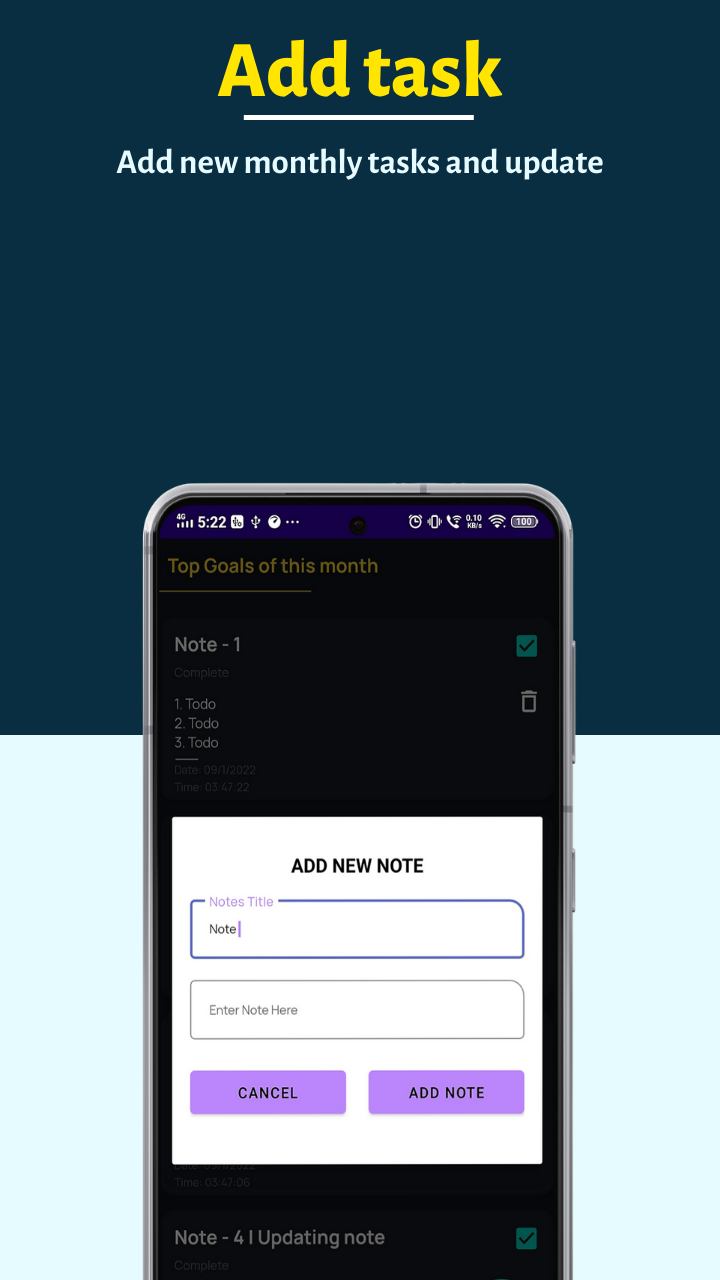 Add task
Add new monthly tasks and update
4G 5:22 0.10 KB/s 100
Top Goals of this month
Note - 1
Complete
1. Todo
2. Todo
3. Todo
Date: 09/1/2022
Time: 03:47:22
ADD NEW NOTE
Notes Title
Note
Enter Note Here
CANCEL ADD NOTE
Date: 09/1/2022
Time: 03:47:06
Note - 4 | Updating note
Complete